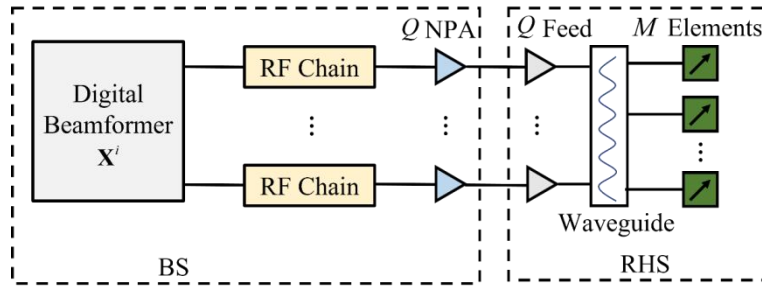 Q NPA
Q Feed
M Elements
RF Chain
Digital
Beamformer
X^i
⋮
⋮
⋮
⋮
RF Chain
Waveguide
BS
RHS